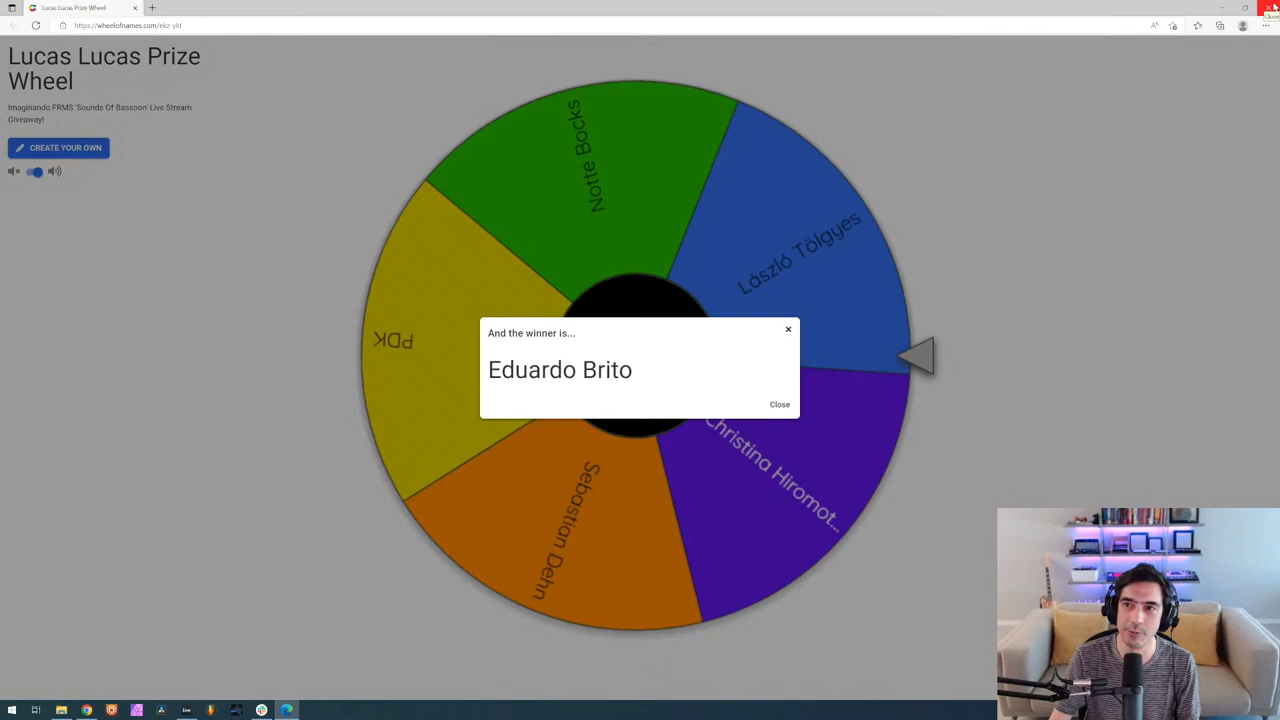 Lucas Lucas Prize Wheel
https://wheelofnames.com/ekz-ykt
Close
Lucas Lucas Prize
Wheel
Imaginando FRMS 'Sounds Of Bassoon' Live Stream
Giveaway!
CREATE YOUR OWN
Notte Bocks
László Tölgyes
PDK
And the winner is...
Eduardo Brito
Close
Christina Hiromot...
Sebastian Dehn